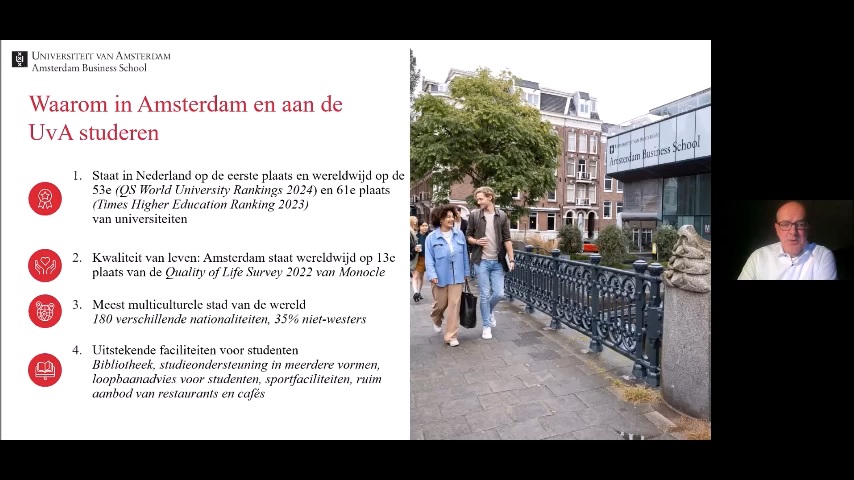 UNIVERSITEIT VAN AMSTERDAM
Amsterdam Business School
Waarom in Amsterdam en aan de
UvA studeren
1. Staat in Nederland op de eerste plaats en wereldwijd op de
53e (QS World University Rankings 2024) en 61e plaats
(Times Higher Education Ranking 2023)
van universiteiten
2. Kwaliteit van leven: Amsterdam staat wereldwijd op 13e
plaats van de Quality of Life Survey 2022 van Monocle
3. Meest multiculturele stad van de wereld
180 verschillende nationaliteiten, 35% niet-westers
4. Uitstekende faciliteiten voor studenten
Bibliotheek, studieondersteuning in meerdere vormen,
loopbaanadvies voor studenten, sportfaciliteiten, ruim
aanbod van restaurants en cafés
Amsterdam Business School